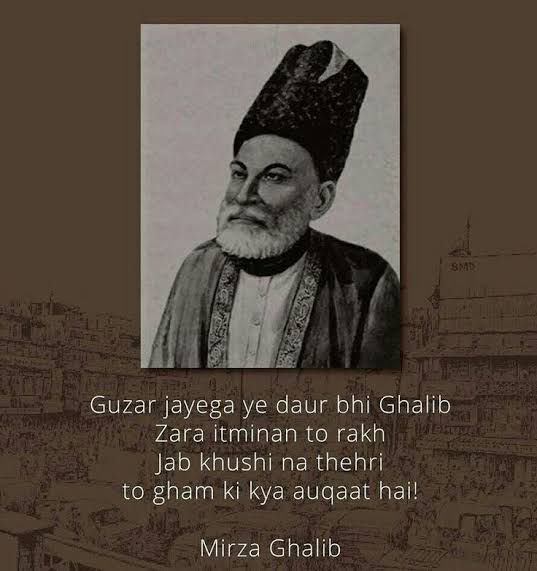 BMD
Guzar jayega ye daur bhi Ghalib
Zara itminan to rakh
Jab khushi na thehri
to gham ki kya auqaat hai!
Mirza Ghalib